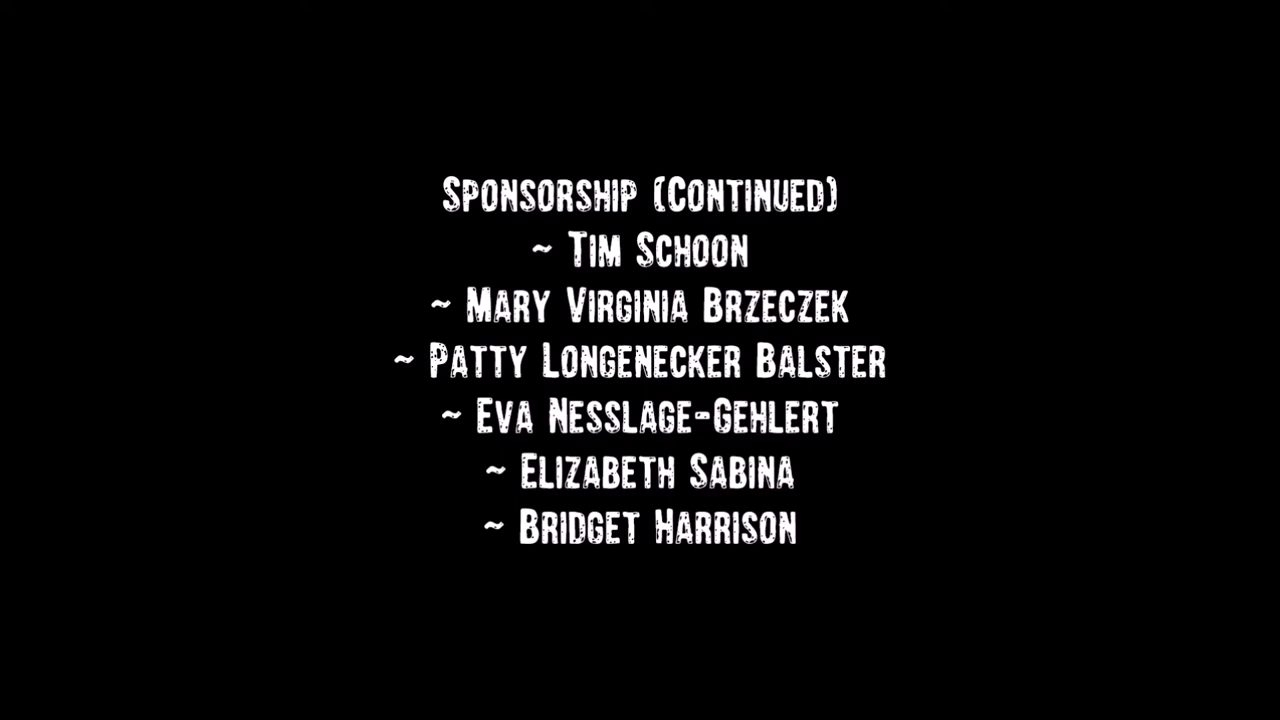 Sponsorship (Continued)
~ Tim Schoon
~ Mary Virginia Brzeczek
~ Patty Longenecker Balster
~ Eva Nesslage-Gehlert
~ Elizabeth Sabina
~ Bridget Harrison